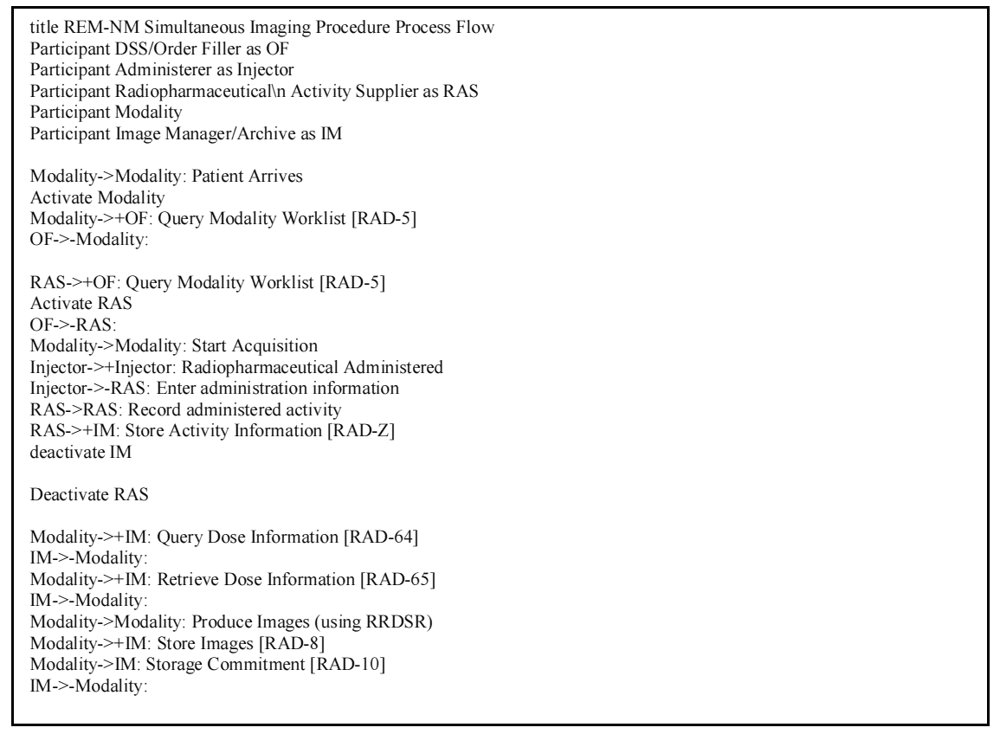 title REM-NM Simultaneous Imaging Procedure Process Flow
Participant DSS/Order Filler as OF
Participant Administerer as Injector
Participant Radiopharmaceutical\n Activity Supplier as RAS
Participant Modality
Participant Image Manager/Archive as IM

Modality->Modality: Patient Arrives
Activate Modality
Modality->+OF: Query Modality Worklist [RAD-5]
OF->-Modality:

RAS->+OF: Query Modality Worklist [RAD-5]
Activate RAS
OF->-RAS:
Modality->Modality: Start Acquisition
Injector->+Injector: Radiopharmaceutical Administered
Injector->-RAS: Enter administration information
RAS->RAS: Record administered activity
RAS->+IM: Store Activity Information [RAD-Z]
deactivate IM

Deactivate RAS

Modality->+IM: Query Dose Information [RAD-64]
IM->-Modality:
Modality->+IM: Retrieve Dose Information [RAD-65]
IM->-Modality:
Modality->Modality: Produce Images (using RRDSR)
Modality->+IM: Store Images [RAD-8]
Modality->IM: Storage Commitment [RAD-10]
IM->-Modality: